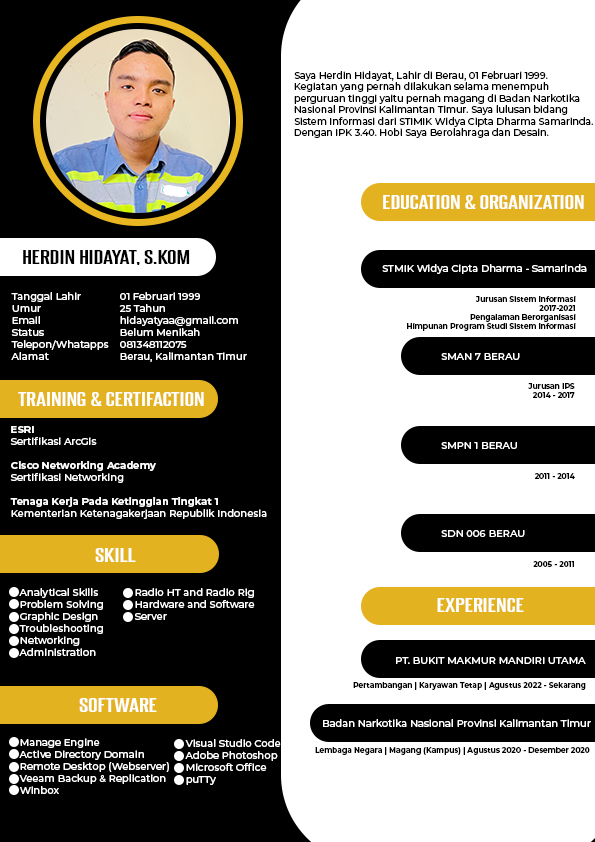 HERDIN HIDAYAT, S.KOM
Tanggal Lahir 01 Februari 1999
Umur 25 Tahun
Email hidayatyaa@gmail.com
Status Belum Menikah
Telepon/Whatapps 081348112075
Alamat Berau, Kalimantan Timur
TRAINING & CERTIFACTION
ESRI
Sertifikasi ArcGis
Cisco Networking Academy
Sertifikasi Networking
Tenaga Kerja Pada Ketinggian Tingkat 1
Kementerian Ketenagakerjaan Republik Indonesia
SKILL
Analytical Skills
Problem Solving
Graphic Design
Troubleshooting
Networking
Administration
Radio HT and Radio Rig
Hardware and Software
Server
SOFTWARE
Manage Engine
Active Directory Domain
Remote Desktop (Webserver)
Veeam Backup & Replication
Winbox
Visual Studio Code
Adobe Photoshop
Microsoft Office
puTTy
Saya Herdin Hidayat, Lahir di Berau, 01 Februari 1999.
Kegiatan yang pernah dilakukan selama menempuh
perguruan tinggi yaitu pernah magang di Badan Narkotika
Nasional Provinsi Kalimantan Timur. Saya lulusan bidang
Sistem Informasi dari STIMIK Widya Cipta Dharma Samarinda.
Dengan IPK 3.40. Hobi Saya Berolahraga dan Desain.
EDUCATION & ORGANIZATION
STMIK Widya Cipta Dharma - Samarinda
Jurusan Sistem Informasi
2017-2021
Pengalaman Berorganisasi
Himpunan Program Studi Sistem Informasi
SMAN 7 BERAU
Jurusan IPS
2014 - 2017
SMPN 1 BERAU
2011 - 2014
SDN 006 BERAU
2005 - 2011
EXPERIENCE
PT. BUKIT MAKMUR MANDIRI UTAMA
Pertambangan | Karyawan Tetap | Agustus 2022 - Sekarang
Badan Narkotika Nasional Provinsi Kalimantan Timur
Lembaga Negara | Magang (Kampus) | Agustus 2020 - Desember 2020